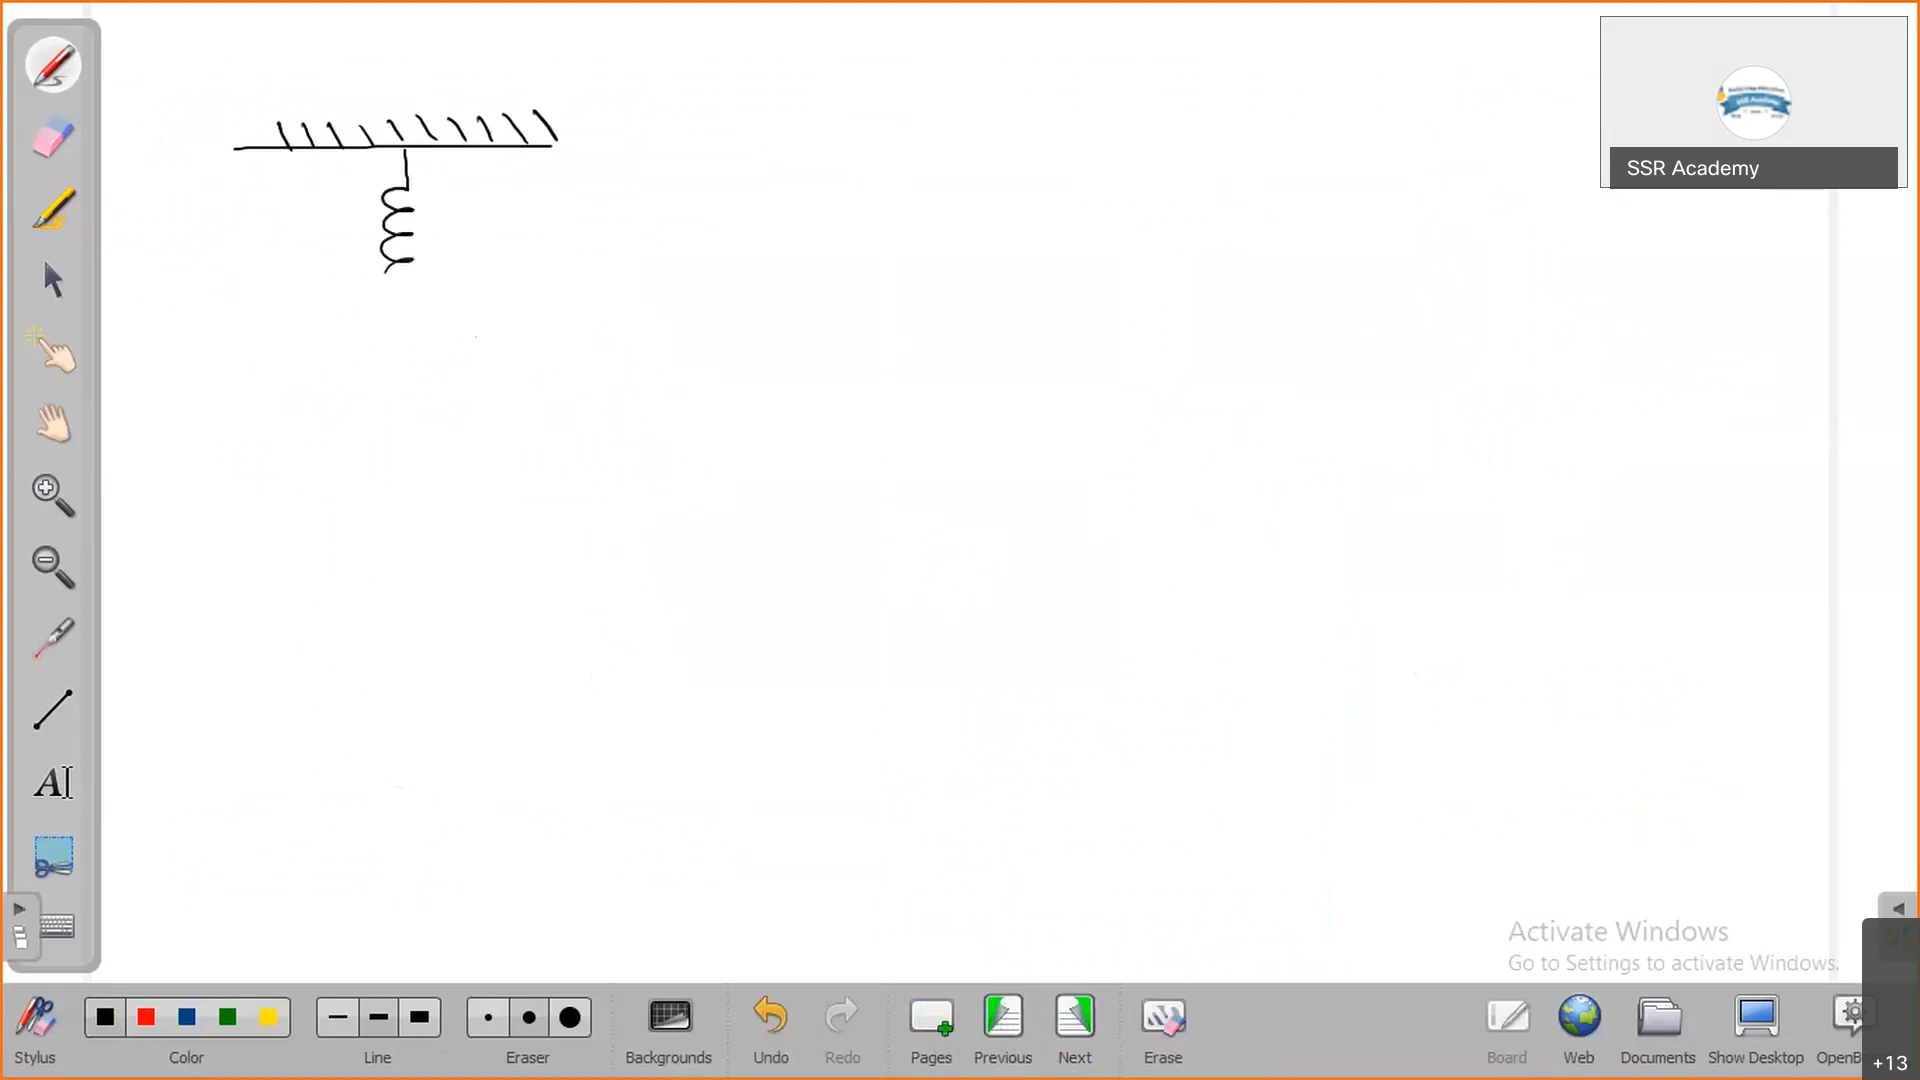 SSR Academy
Activate Windows
Go to Settings to activate Windows.
+13
Stylus
Color
Line
Eraser
Backgrounds
Undo
Redo
Pages
Previous
Next
Erase
Board
Web
Documents
Show Desktop